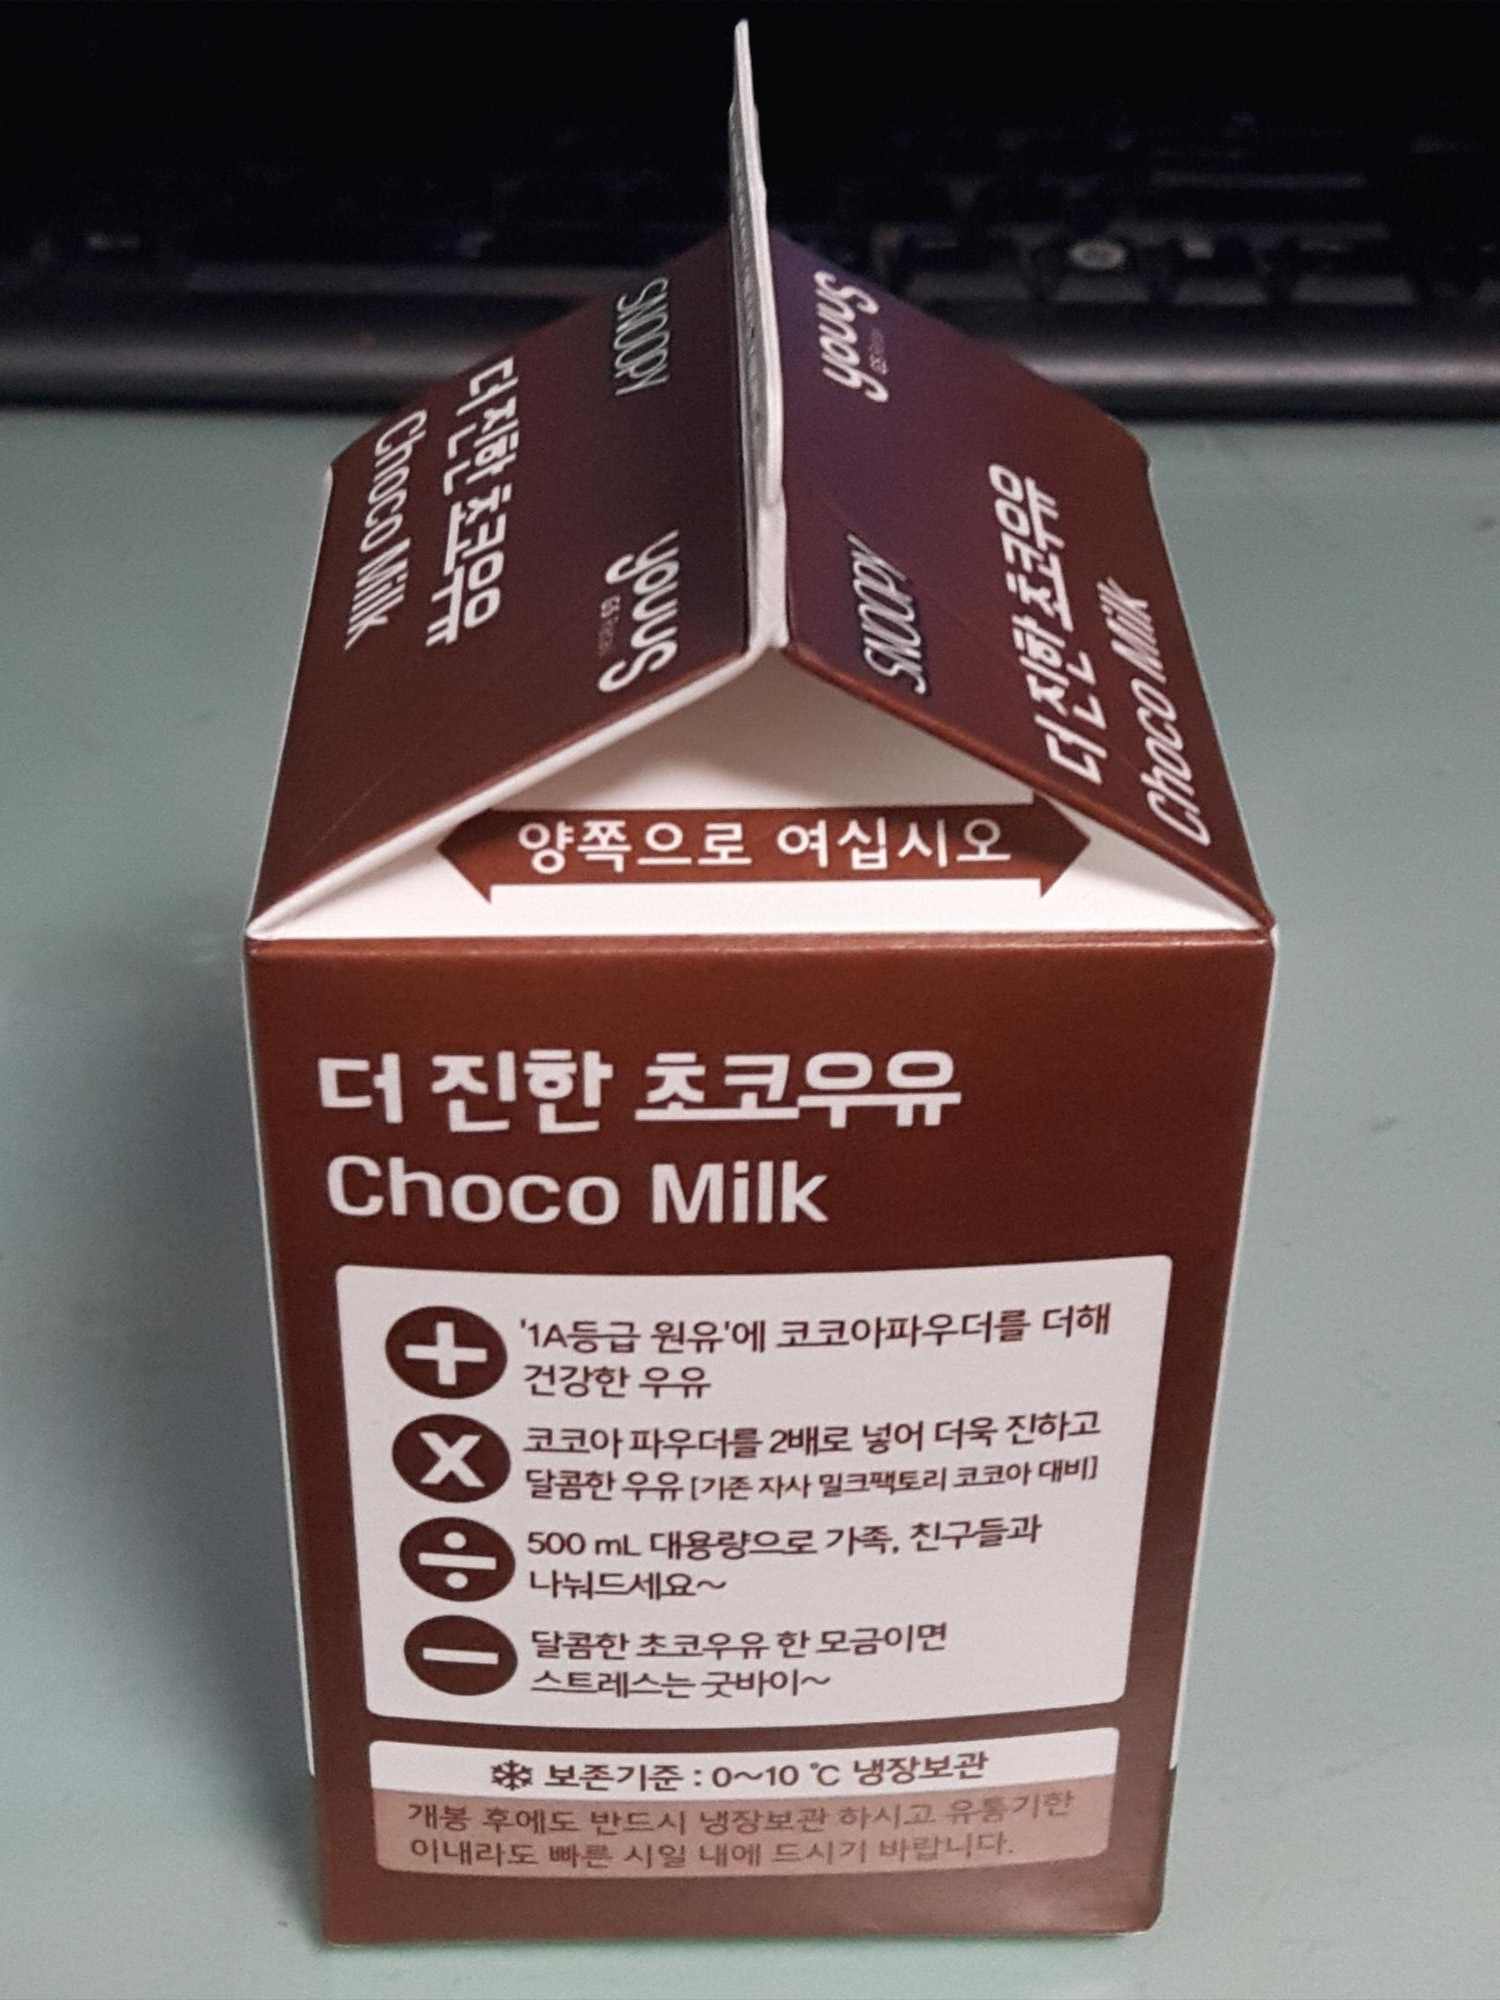 SNOOPY
더 진한 초코우유
Choco Milk
youus
youus
SNOOPY
더 진한 초코우유
Choco Milk
양쪽으로 여십시오
더 진한 초코우유
Choco Milk
+ '1A등급 원유'에 코코아파우더를 더해
건강한 우유
x 코코아 파우더를 2배로 넣어 더욱 진하고
달콤한 우유 [기존 자사 밀크팩토리 코코아 대비]
÷ 500 mL 대용량으로 가족, 친구들과
나눠드세요~
− 달콤한 초코우유 한 모금이면
스트레스는 굿바이~
보존기준 : 0~10 ℃ 냉장보관
개봉 후에도 반드시 냉장보관 하시고 유통기한
이내라도 빠른 시일 내에 드시기 바랍니다.